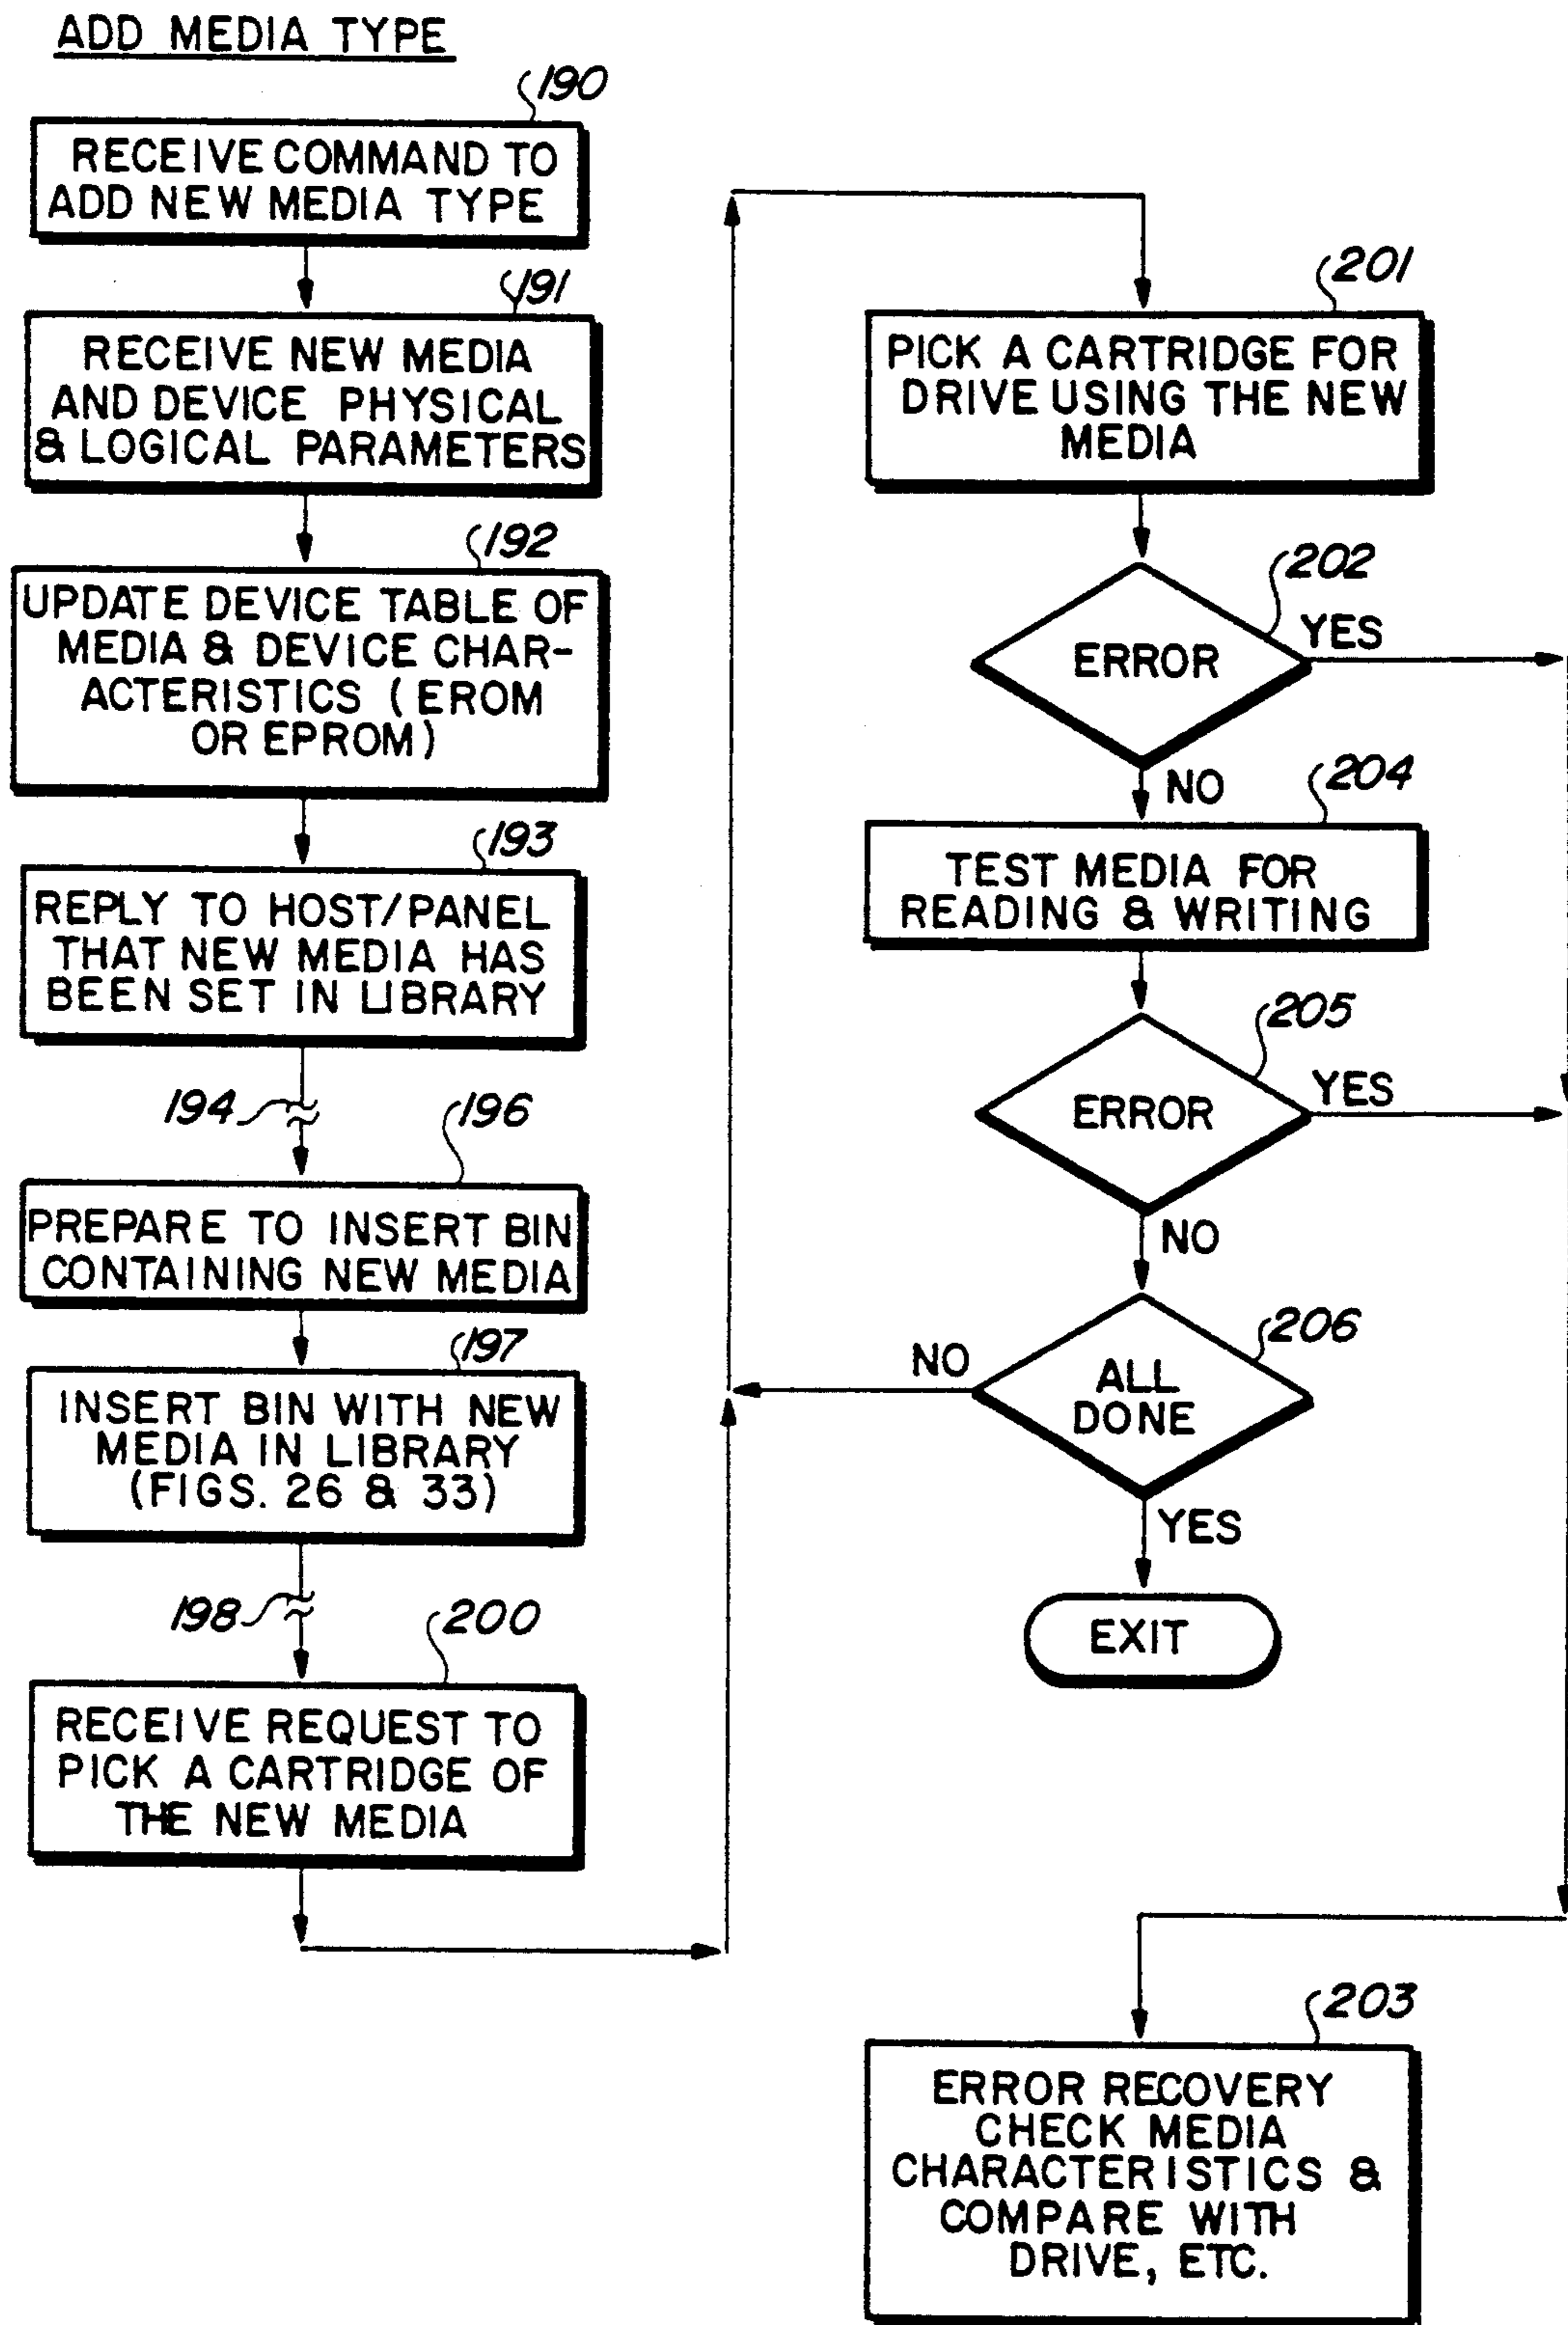 ADD MEDIA TYPE
190
RECEIVE COMMAND TO
ADD NEW MEDIA TYPE
191
RECEIVE NEW MEDIA
AND DEVICE PHYSICAL
& LOGICAL PARAMETERS
192
UPDATE DEVICE TABLE OF
MEDIA & DEVICE CHAR-
ACTERISTICS (EROM
OR EPROM)
193
REPLY TO HOST/PANEL
THAT NEW MEDIA HAS
BEEN SET IN LIBRARY
194
196
PREPARE TO INSERT BIN
CONTAINING NEW MEDIA
197
INSERT BIN WITH NEW
MEDIA IN LIBRARY
(FIGS. 26 & 33)
198
200
RECEIVE REQUEST TO
PICK A CARTRIDGE OF
THE NEW MEDIA
201
PICK A CARTRIDGE FOR
DRIVE USING THE NEW
MEDIA
202
YES
ERROR
NO
204
TEST MEDIA FOR
READING & WRITING
205
YES
ERROR
NO
206
NO
ALL
DONE
YES
EXIT
203
ERROR RECOVERY
CHECK MEDIA
CHARACTERISTICS &
COMPARE WITH
DRIVE, ETC.